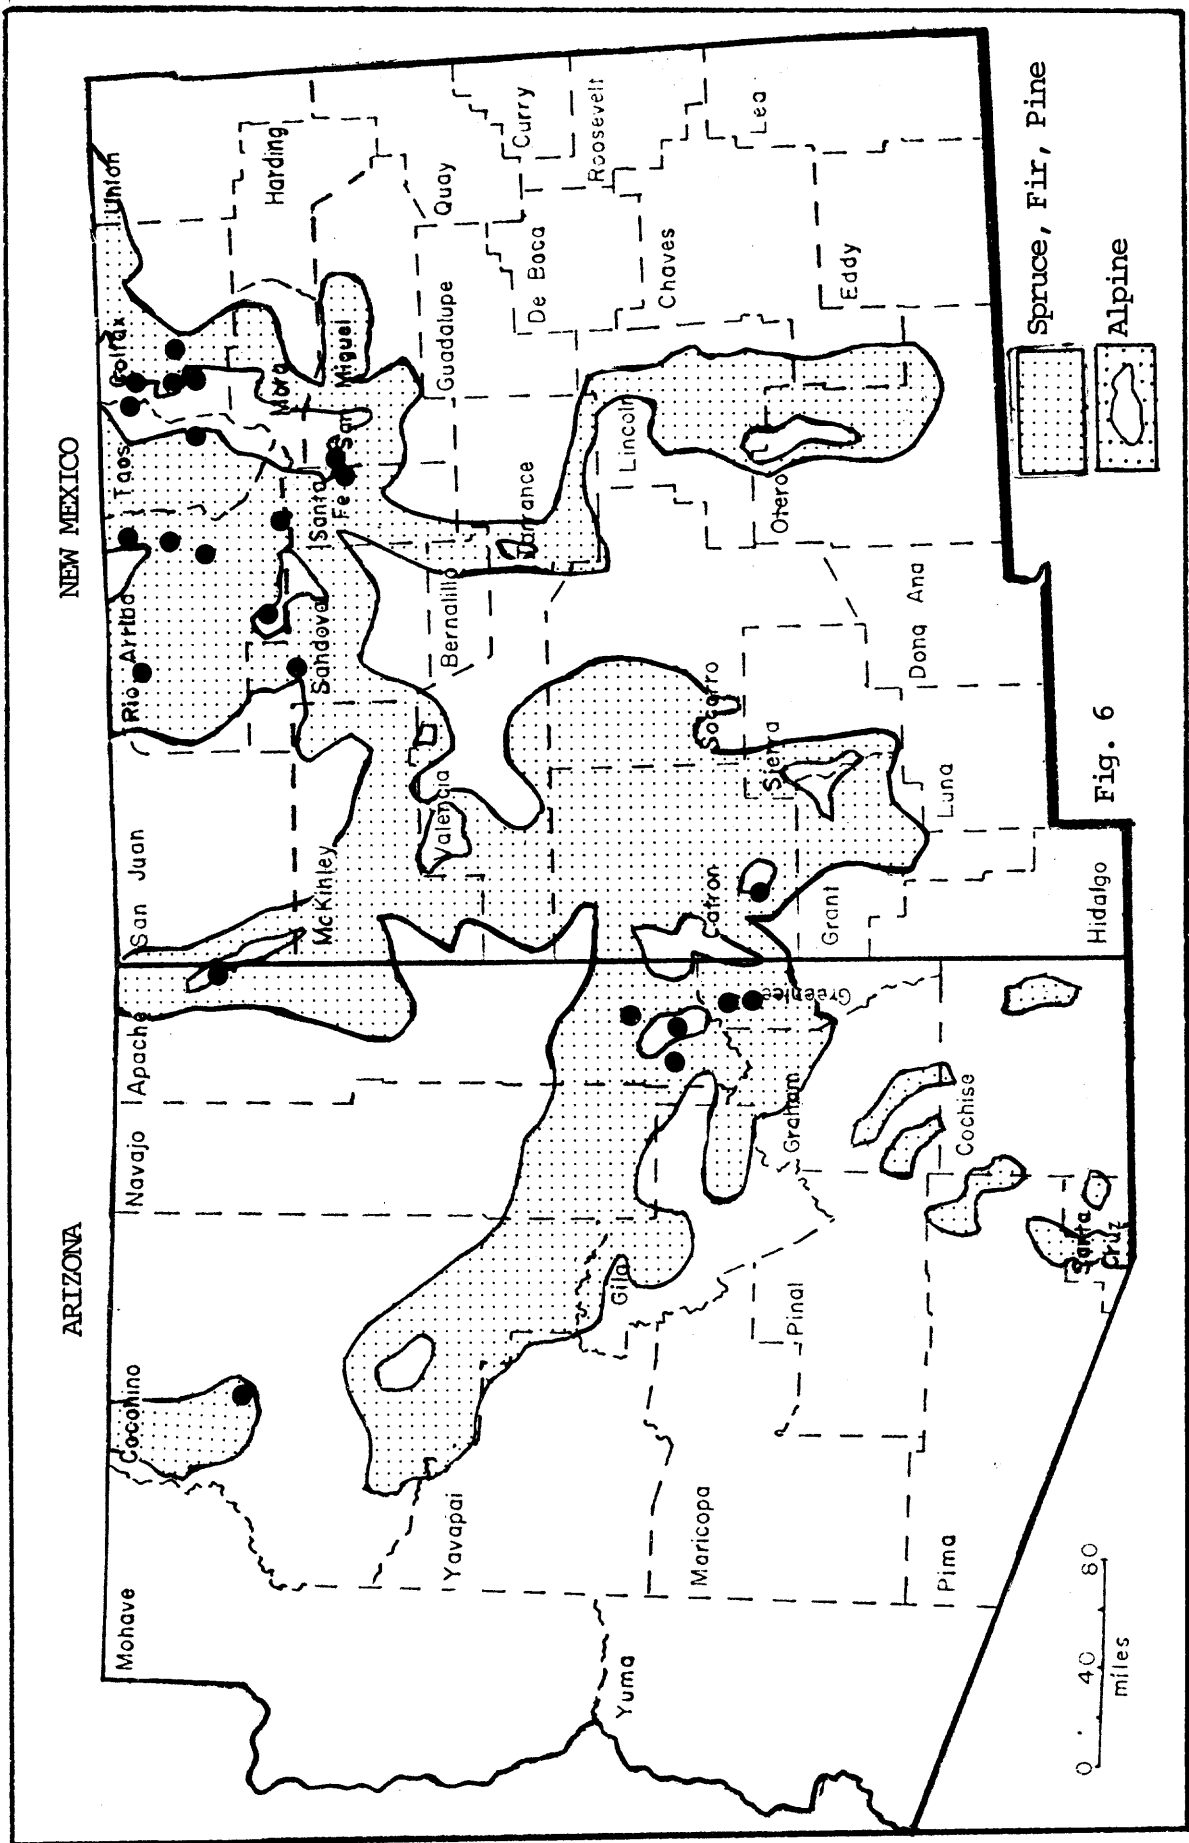 ARIZONA
NEW MEXICO
Mohave
Coconino
Navajo
Apache
San Juan
Rio Arriba
Taos
Colfax
Union
Yavapai
McKinley
Sandoval
Santa
Fe
Mora
San
Miguel
Harding
Valencia
Bernalillo
Torrance
Guadalupe
Quay
Curry
De Baca
Roosevelt
Yuma
Maricopa
Gila
Pinal
Graham
Greenlee
Catron
Socorro
Sierra
Lincoln
Otero
Chaves
Eddy
Lea
Pima
Cochise
Santa
Cruz
Grant
Luna
Dona Ana
Hidalgo
0 40 80
miles
Fig. 6
Spruce, Fir, Pine
Alpine